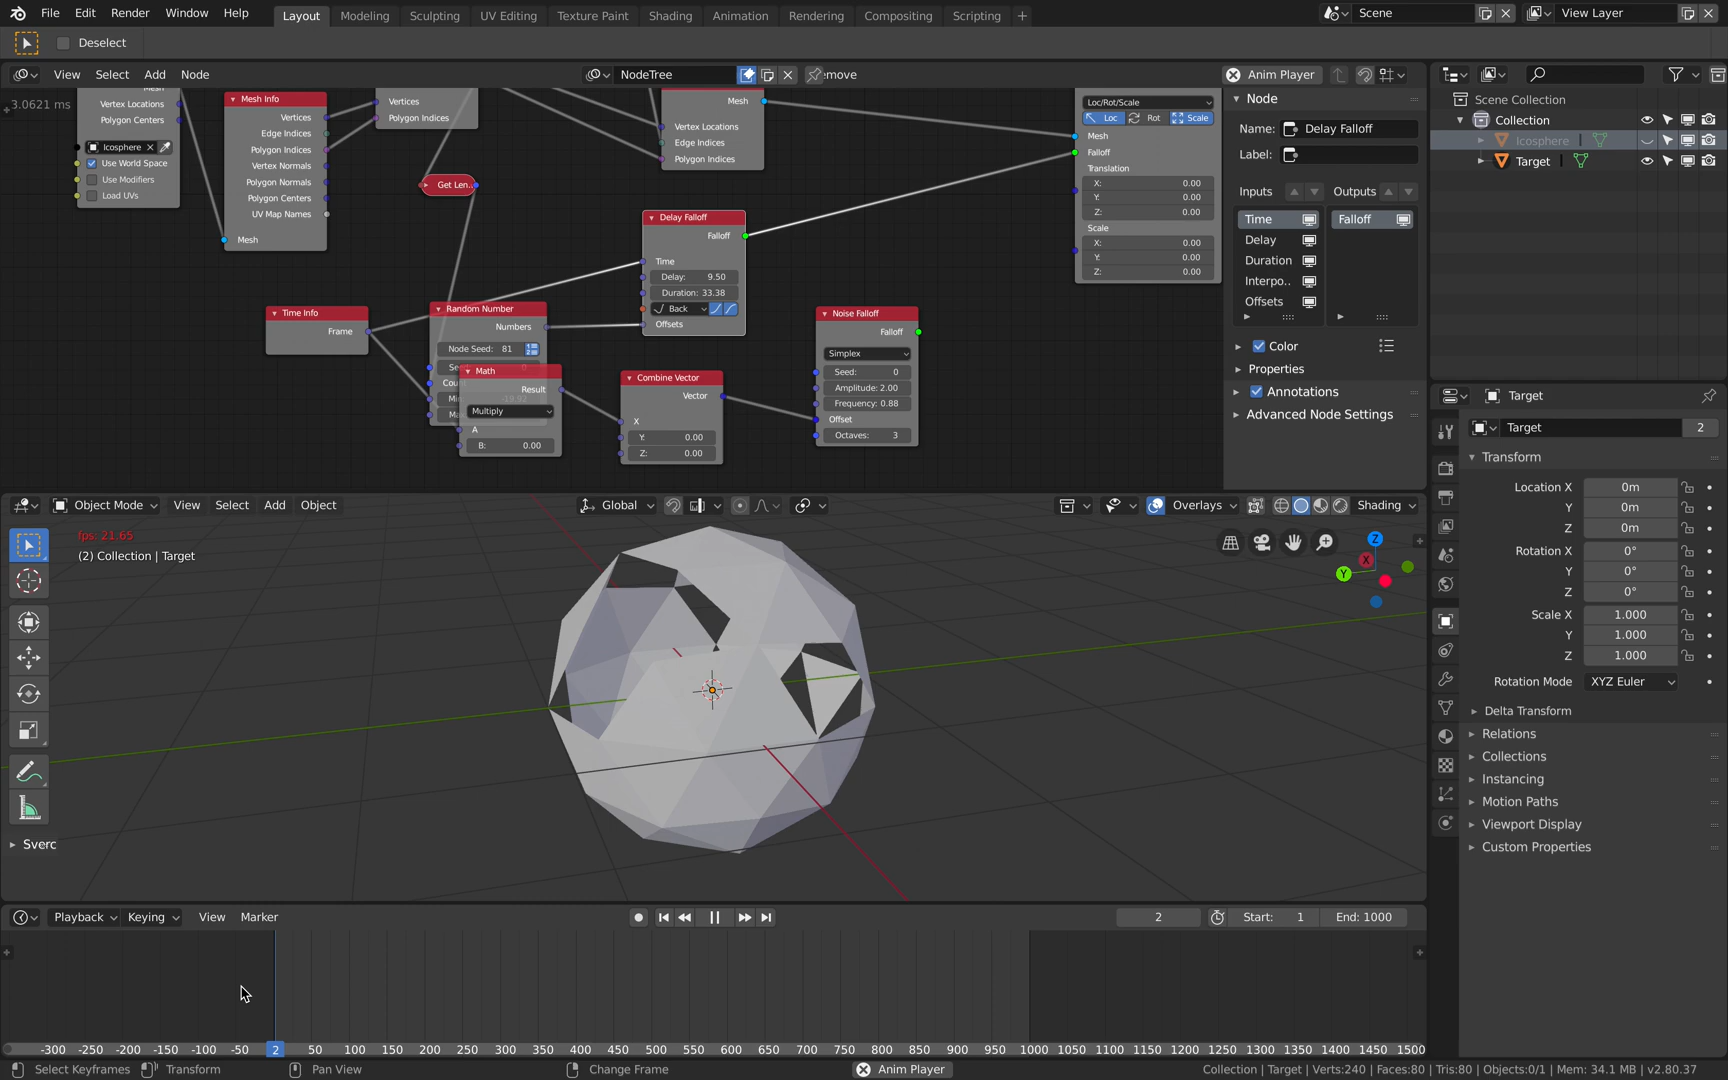 File Edit Render Window Help Layout Modeling Sculpting UV Editing Texture Paint Shading Animation Rendering Compositing Scripting + Scene View Layer
Deselect
View Select Add Node NodeTree Anim Player
3.0621 ms
Vertex Locations
Polygon Centers
Icosphere
Use World Space
Use Modifiers
Load UVs
Mesh Info
Vertices
Edge Indices
Polygon Indices
Vertex Normals
Polygon Normals
Polygon Centers
UV Map Names
Mesh
Vertices
Polygon Indices
Get Len..
Mesh
Vertex Locations
Edge Indices
Polygon Indices
Delay Falloff
Falloff
Time
Delay: 9.50
Duration: 33.38
Back
Offsets
Time Info
Frame
Random Number
Numbers
Node Seed: 81
Math
Result
Multiply
A
B: 0.00
Combine Vector
Vector
X
Y: 0.00
Z: 0.00
Noise Falloff
Falloff
Simplex
Seed: 0
Amplitude: 2.00
Frequency: 0.88
Offset
Octaves: 3
Loc/Rot/Scale
Loc Rot Scale
Mesh
Falloff
Translation
X: 0.00
Y: 0.00
Z: 0.00
Scale
X: 0.00
Y: 0.00
Z: 0.00
Node
Name: Delay Falloff
Label:
Inputs Outputs
Time Falloff
Delay
Duration
Interpo..
Offsets
Color
Properties
Annotations
Advanced Node Settings
Scene Collection
Collection
Icosphere
Target
Target
Target 2
Transform
Location X 0m
Y 0m
Z 0m
Rotation X 0°
Y 0°
Z 0°
Scale X 1.000
Y 1.000
Z 1.000
Rotation Mode XYZ Euler
Delta Transform
Relations
Collections
Instancing
Motion Paths
Viewport Display
Custom Properties
Object Mode View Select Add Object Global Overlays Shading
fps: 21.65
(2) Collection | Target
Z
X
Y
Sverc
Playback Keying View Marker 2 Start: 1 End: 1000
-300 -250 -200 -150 -100 -50 2 50 100 150 200 250 300 350 400 450 500 550 600 650 700 750 800 850 900 950 1000 1050 1100 1150 1200 1250 1300 1350 1400 1450 1500
Select Keyframes Transform Pan View Change Frame Anim Player Collection | Target | Verts:240 | Faces:80 | Tris:80 | Objects:0/1 | Mem: 34.1 MB | v2.80.37